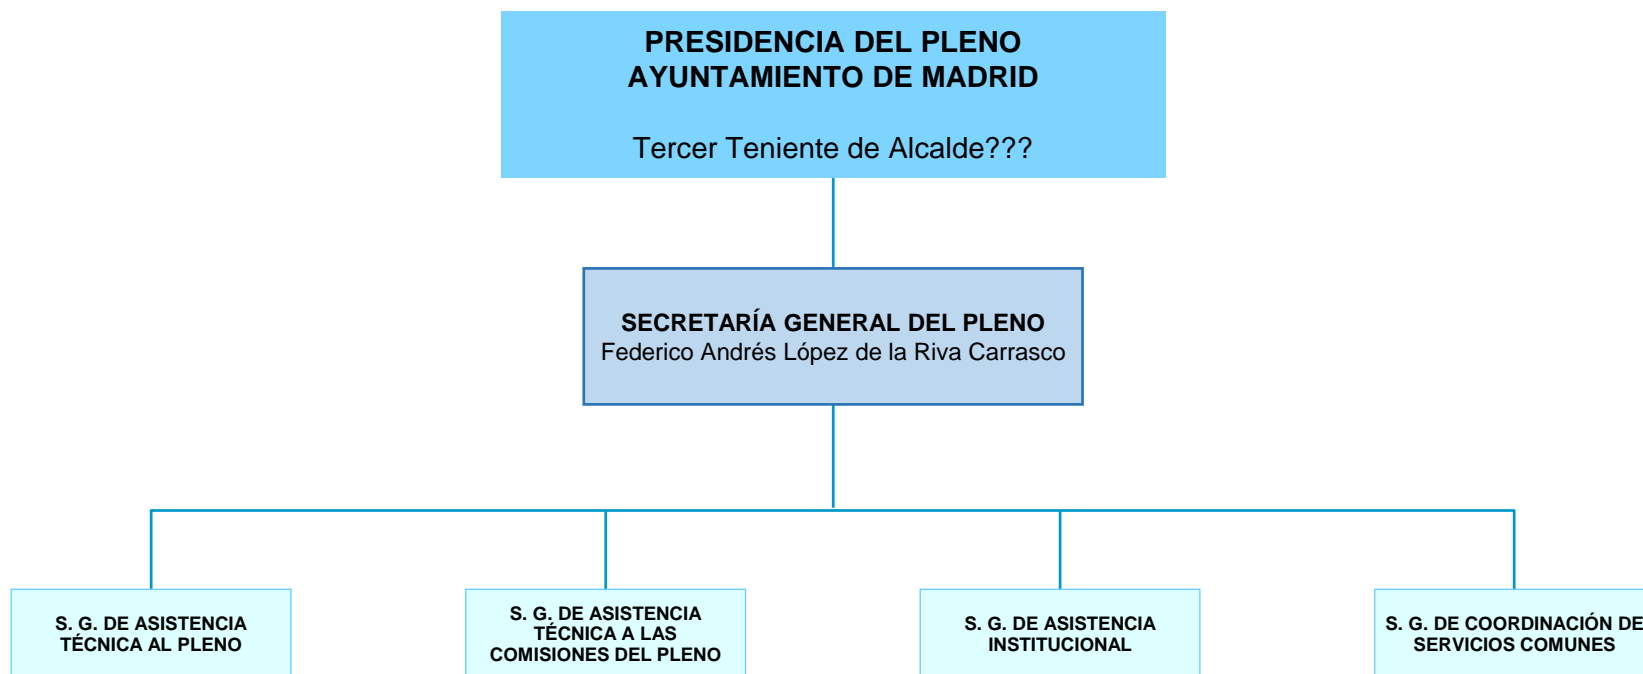 PRESIDENCIA DEL PLENO
AYUNTAMIENTO DE MADRID
Tercer Teniente de Alcalde???
SECRETARÍA GENERAL DEL PLENO
Federico Andrés López de la Riva Carrasco
S. G. DE ASISTENCIA
TÉCNICA AL PLENO
S. G. DE ASISTENCIA
TÉCNICA A LAS
COMISIONES DEL PLENO
S. G. DE ASISTENCIA
INSTITUCIONAL
S. G. DE COORDINACIÓN DE
SERVICIOS COMUNES